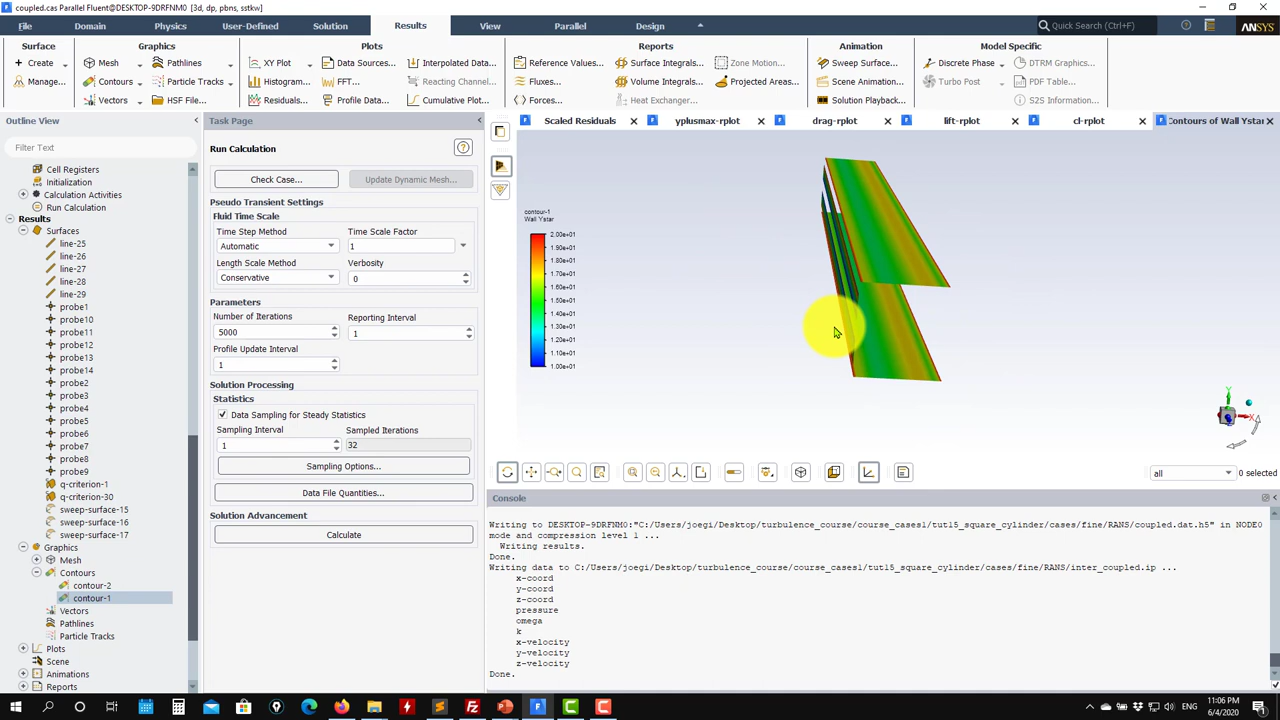 coupled.cas Parallel Fluent@DESKTOP-9DRFNM0 [3d, dp, pbns, sstkw]
File Domain Physics User-Defined Solution Results View Parallel Design Quick Search (Ctrl+F) ANSYS
Surface Graphics Plots Reports Animation Model Specific
Create Mesh Pathlines XY Plot Data Sources... Interpolated Data... Reference Values... Surface Integrals... Zone Motion... Sweep Surface... Discrete Phase DTRM Graphics...
Manage... Contours Particle Tracks Histogram... FFT... Reacting Channel... Fluxes... Volume Integrals... Projected Areas... Scene Animation... Turbo Post PDF Table...
Vectors HSF File... Residuals... Profile Data... Cumulative Plot... Forces... Heat Exchanger... Solution Playback... S2S Information...
Outline View
Filter Text
Cell Registers
Initialization
Calculation Activities
Run Calculation
Results
Surfaces
line-25
line-26
line-27
line-28
line-29
probe1
probe10
probe11
probe12
probe13
probe14
probe2
probe3
probe4
probe5
probe6
probe7
probe8
probe9
q-criterion-1
q-criterion-30
sweep-surface-15
sweep-surface-17
Graphics
Mesh
Contours
contour-2
contour-1
Vectors
Pathlines
Particle Tracks
Plots
Scene
Animations
Reports
Task Page
Run Calculation
Check Case... Update Dynamic Mesh...
Pseudo Transient Settings
Fluid Time Scale
Time Step Method Time Scale Factor
Automatic 1
Length Scale Method Verbosity
Conservative 0
Parameters
Number of Iterations Reporting Interval
5000 1
Profile Update Interval
1
Solution Processing
Statistics
Data Sampling for Steady Statistics
Sampling Interval Sampled Iterations
1 32
Sampling Options...
Data File Quantities...
Solution Advancement
Calculate
Scaled Residuals yplusmax-rplot drag-rplot lift-rplot cl-rplot Contours of Wall Ystar
contour-1
Wall Ystar
2.00e+01
1.90e+01
1.80e+01
1.70e+01
1.60e+01
1.50e+01
1.40e+01
1.30e+01
1.20e+01
1.10e+01
1.00e+01
Y
X
all 0 selected
Console
Writing to DESKTOP-9DRFNM0:"C:/Users/joegi/Desktop/turbulence_course/course_cases1/tut15_square_cylinder/cases/fine/RANS/coupled.dat.h5" in NODE0
mode and compression level 1 ...
Writing results.
Done.
Writing data to C:/Users/joegi/Desktop/turbulence_course/course_cases1/tut15_square_cylinder/cases/fine/RANS/inter_coupled.ip ...
x-coord
y-coord
z-coord
pressure
omega
k
x-velocity
y-velocity
z-velocity
Done.
ENG
11:06 PM
6/4/2020